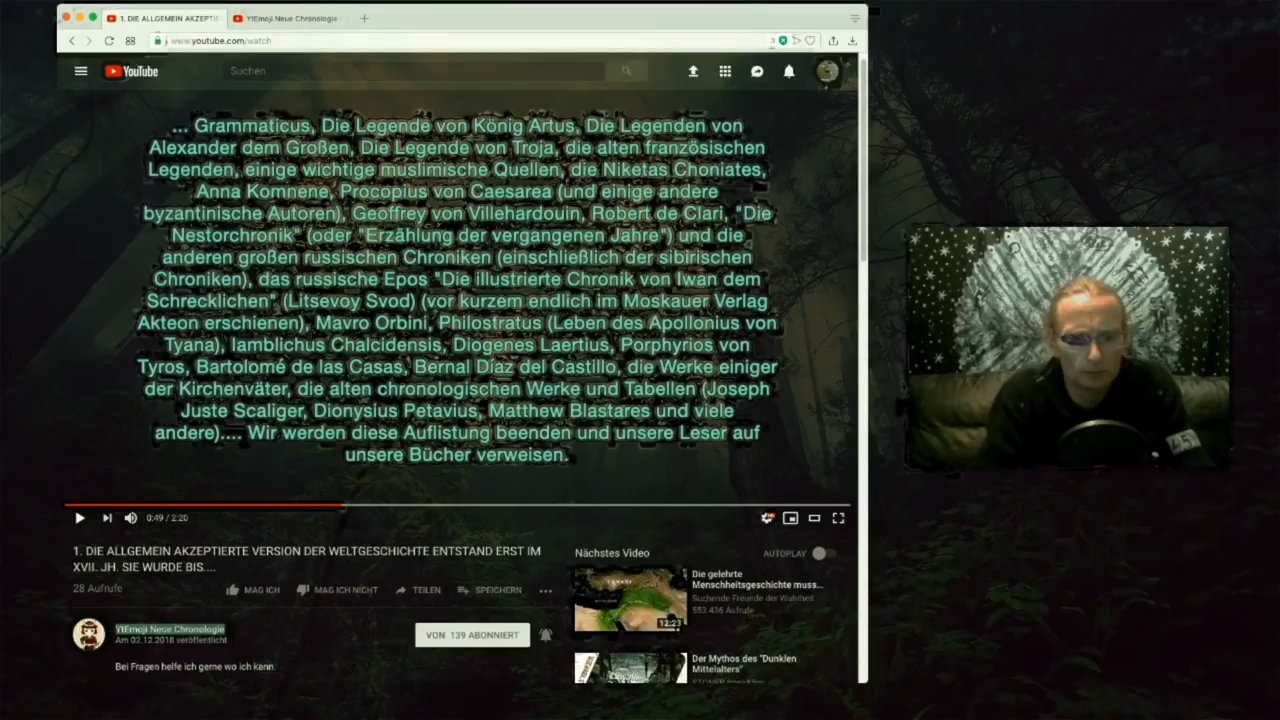 1. DIE ALLGEMEIN AKZEPTIE
YtEmoji Neue Chronologie -
www.youtube.com/watch
3
YouTube
Suchen
... Grammaticus, Die Legende von König Artus, Die Legenden von
Alexander dem Großen, Die Legende von Troja, die alten französischen
Legenden, einige wichtige muslimische Quellen, die Niketas Choniates,
Anna Komnene, Procopius von Caesarea (und einige andere
byzantinische Autoren), Geoffrey von Villehardouin, Robert de Clari, "Die
Nestorchronik" (oder "Erzählung der vergangenen Jahre") und die
anderen großen russischen Chroniken (einschließlich der sibirischen
Chroniken), das russische Epos "Die illustrierte Chronik von Iwan dem
Schrecklichen" (Litsevoy Svod) (vor kurzem endlich im Moskauer Verlag
Akteon erschienen), Mavro Orbini, Philostratus (Leben des Apollonius von
Tyana), Iamblichus Chalcidensis, Diogenes Laertius, Porphyrios von
Tyros, Bartolomé de las Casas, Bernal Díaz del Castillo, die Werke einiger
der Kirchenväter, die alten chronologischen Werke und Tabellen (Joseph
Juste Scaliger, Dionysius Petavius, Matthew Blastares und viele
andere).... Wir werden diese Auflistung beenden und unsere Leser auf
unsere Bücher verweisen.
0:49 / 2:20
1. DIE ALLGEMEIN AKZEPTIERTE VERSION DER WELTGESCHICHTE ENTSTAND ERST IM
XVII. JH. SIE WURDE BIS....
28 Aufrufe
MAG ICH
MAG ICH NICHT
TEILEN
SPEICHERN
YtEmoji Neue Chronologie
Am 02.12.2018 veröffentlicht
VON 139 ABONNIERT
Bei Fragen helfe ich gerne wo ich kann.
Nächstes Video
AUTOPLAY
Die gelehrte
Menschheitsgeschichte muss...
Suchende Freunde der Wahrheit
553.436 Aufrufe
12:23
Der Mythos des "Dunklen
Mittelalters"